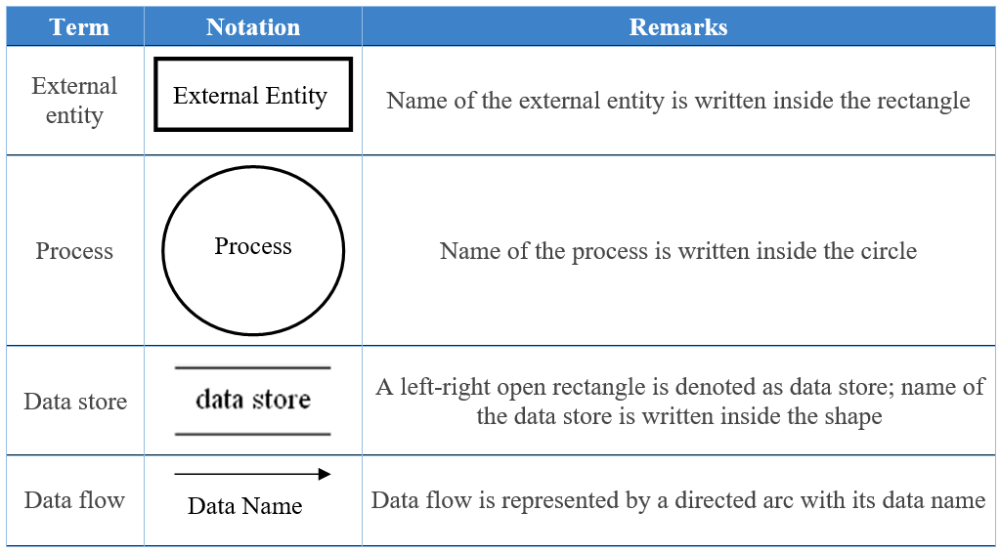 Term Notation Remarks
External
entity
External Entity
Name of the external entity is written inside the rectangle
Process
Process
Name of the process is written inside the circle
Data store
data store
A left-right open rectangle is denoted as data store; name of
the data store is written inside the shape
Data flow
Data Name
Data flow is represented by a directed arc with its data name